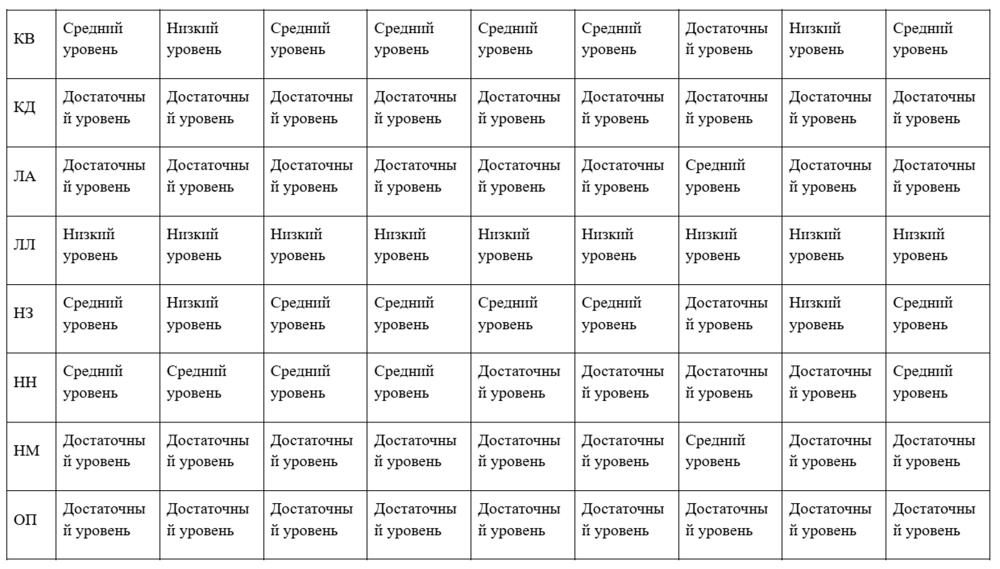 КВ Средний уровень Низкий уровень Средний уровень Средний уровень Средний уровень Средний уровень Достаточный уровень Низкий уровень Средний уровень
КД Достаточный уровень Достаточный уровень Достаточный уровень Достаточный уровень Достаточный уровень Достаточный уровень Достаточный уровень Достаточный уровень Достаточный уровень
ЛА Достаточный уровень Достаточный уровень Достаточный уровень Достаточный уровень Достаточный уровень Достаточный уровень Средний уровень Достаточный уровень Достаточный уровень
ЛЛ Низкий уровень Низкий уровень Низкий уровень Низкий уровень Низкий уровень Низкий уровень Низкий уровень Низкий уровень Низкий уровень
НЗ Средний уровень Низкий уровень Средний уровень Средний уровень Средний уровень Средний уровень Достаточный уровень Низкий уровень Средний уровень
НН Средний уровень Средний уровень Средний уровень Средний уровень Достаточный уровень Достаточный уровень Достаточный уровень Достаточный уровень Средний уровень
НМ Достаточный уровень Достаточный уровень Достаточный уровень Достаточный уровень Достаточный уровень Достаточный уровень Средний уровень Достаточный уровень Достаточный уровень
ОП Достаточный уровень Достаточный уровень Достаточный уровень Достаточный уровень Достаточный уровень Достаточный уровень Достаточный уровень Достаточный уровень Достаточный уровень